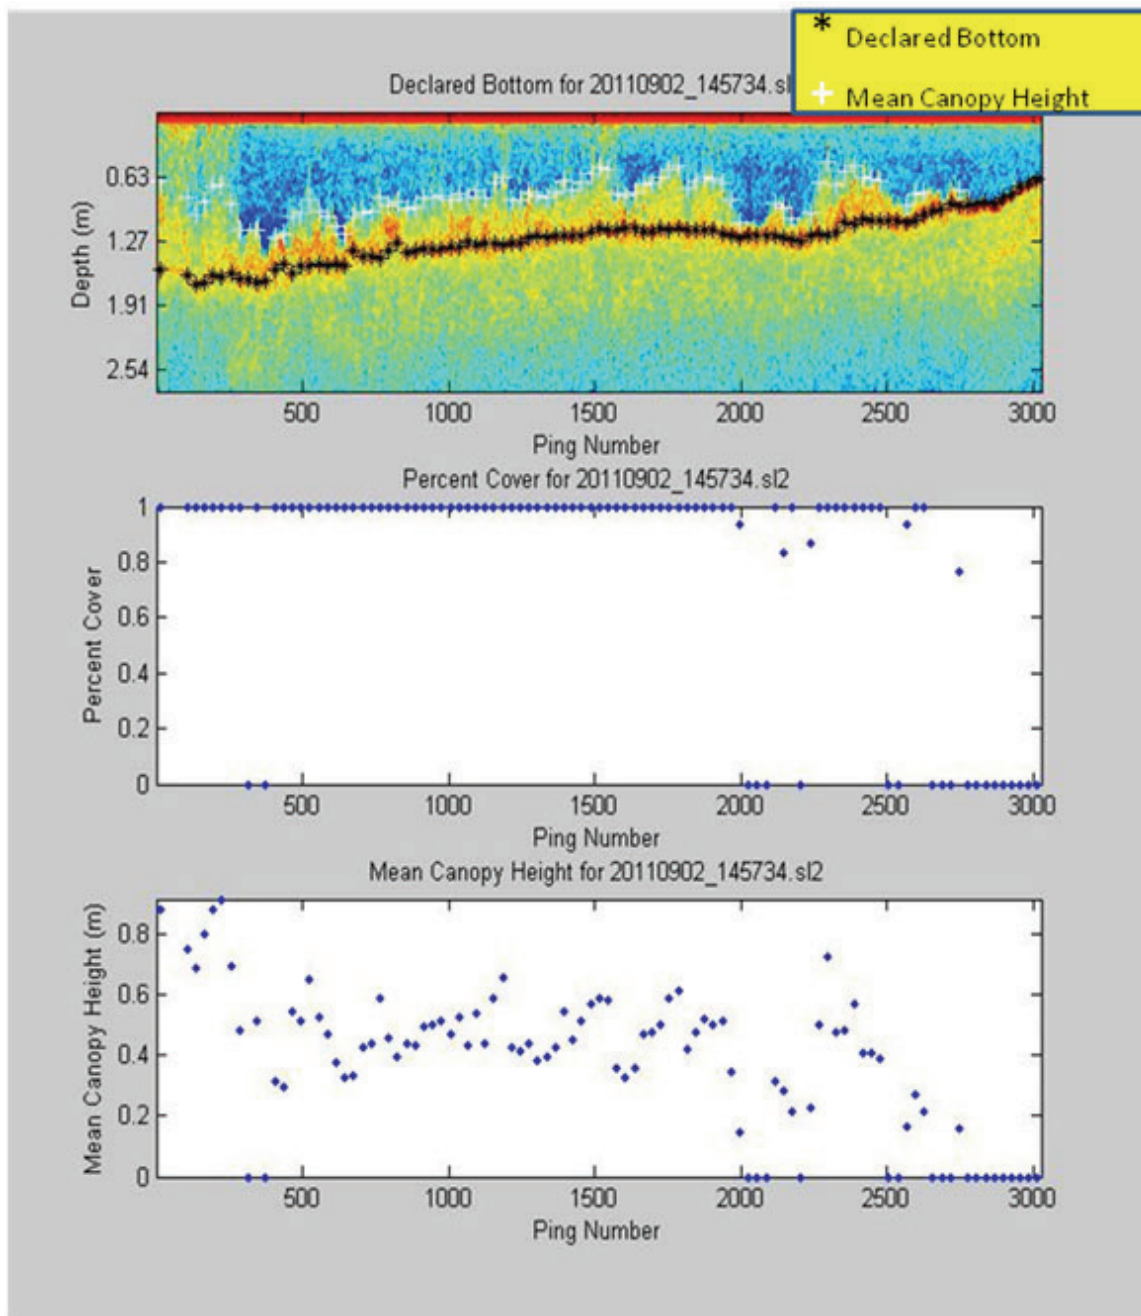 * Declared Bottom
+ Mean Canopy Height
Declared Bottom for 20110902_145734.sl
0.63
1.27
1.91
2.54
Depth (m)
500 1000 1500 2000 2500 3000
Ping Number
Percent Cover for 20110902_145734.sl2
1
0.8
0.6
0.4
0.2
0
Percent Cover
500 1000 1500 2000 2500 3000
Ping Number
Mean Canopy Height for 20110902_145734.sl2
0.8
0.6
0.4
0.2
0
Mean Canopy Height (m)
500 1000 1500 2000 2500 3000
Ping Number